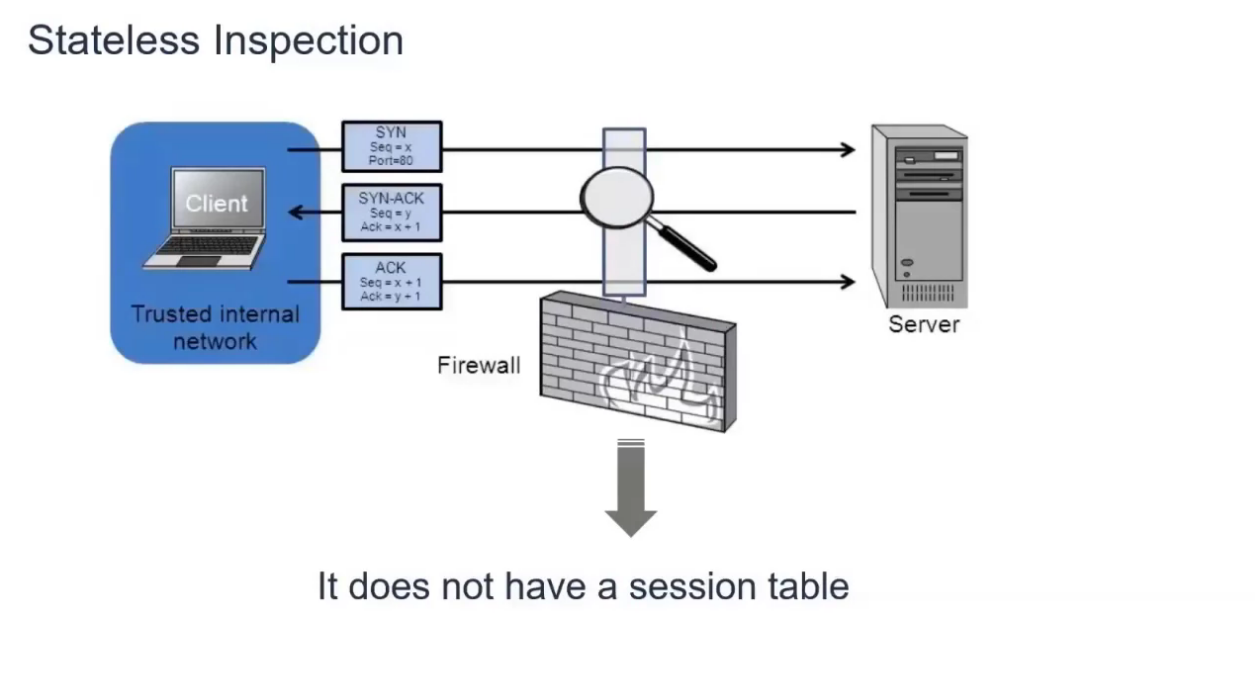 Stateless Inspection
SYN
Seq = x
Port=80
Client
SYN-ACK
Seq = y
Ack = x + 1
ACK
Seq = x + 1
Ack = y + 1
Trusted internal
network
Server
Firewall
It does not have a session table